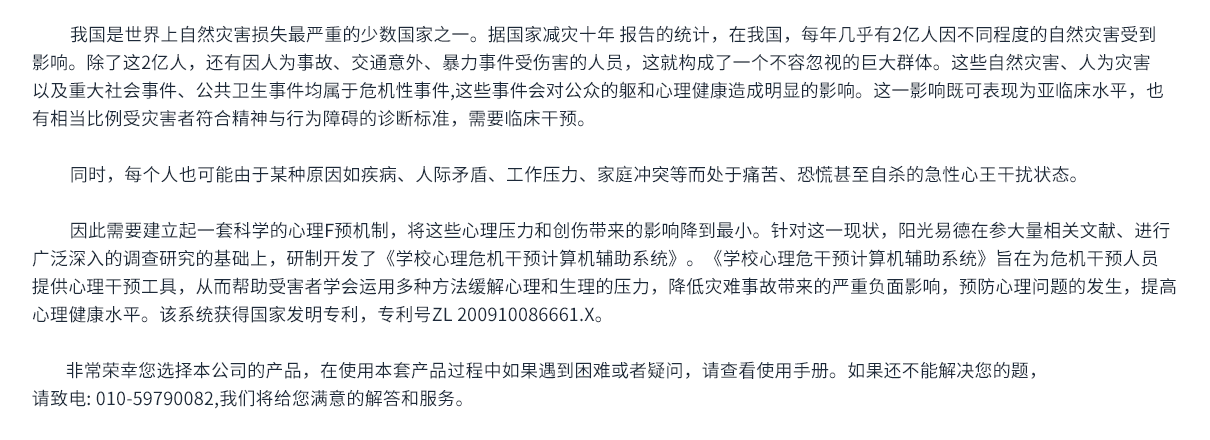 我国是世界上自然灾害损失最严重的少数国家之一。据国家减灾十年 报告的统计，在我国，每年几乎有2亿人因不同程度的自然灾害受到
影响。除了这2亿人，还有因人为事故、交通意外、暴力事件受伤害的人员，这就构成了一个不容忽视的巨大群体。这些自然灾害、人为灾害
以及重大社会事件、公共卫生事件均属于危机性事件,这些事件会对公众的躯和心理健康造成明显的影响。这一影响既可表现为亚临床水平，也
有相当比例受灾害者符合精神与行为障碍的诊断标准，需要临床干预。
同时，每个人也可能由于某种原因如疾病、人际矛盾、工作压力、家庭冲突等而处于痛苦、恐慌甚至自杀的急性心王干扰状态。
因此需要建立起一套科学的心理F预机制，将这些心理压力和创伤带来的影响降到最小。针对这一现状，阳光易德在参大量相关文献、进行
广泛深入的调查研究的基础上，研制开发了《学校心理危机干预计算机辅助系统》。《学校心理危干预计算机辅助系统》旨在为危机干预人员
提供心理干预工具，从而帮助受害者学会运用多种方法缓解心理和生理的压力，降低灾难事故带来的严重负面影响，预防心理问题的发生，提高
心理健康水平。该系统获得国家发明专利，专利号ZL 200910086661.X。
非常荣幸您选择本公司的产品，在使用本套产品过程中如果遇到困难或者疑问，请查看使用手册。如果还不能解决您的题，
请致电: 010-59790082,我们将给您满意的解答和服务。